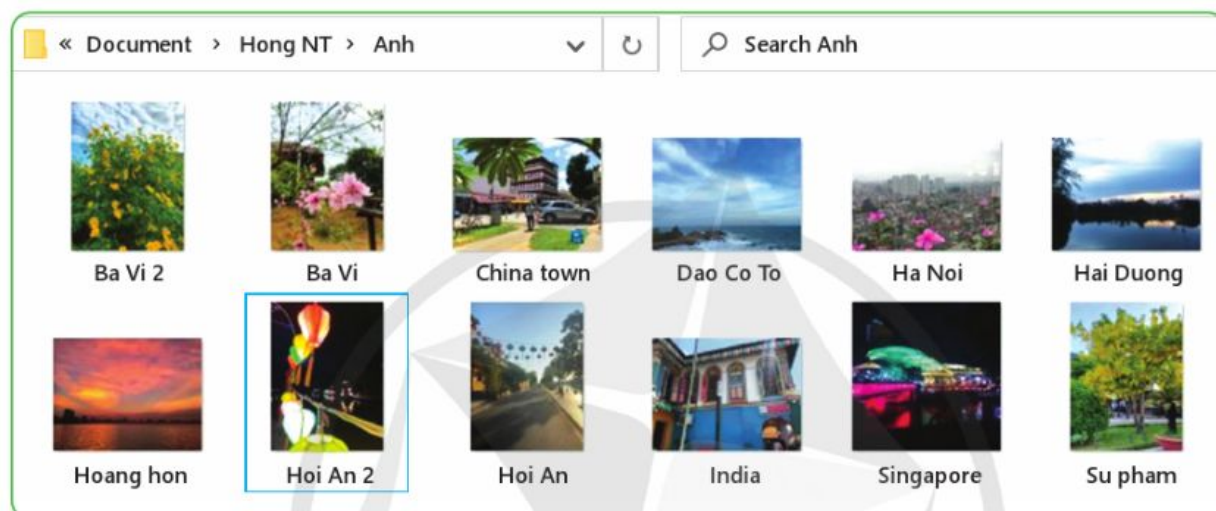 « Document > Hong NT > Anh Search Anh
Ba Vi 2 Ba Vi China town Dao Co To Ha Noi Hai Duong
Hoang hon Hoi An 2 Hoi An India Singapore Su pham